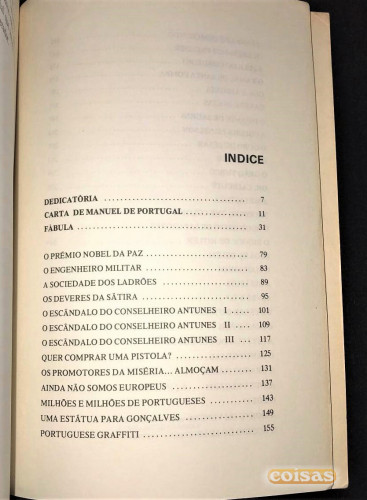 INDICE
DEDICATÓRIA ................................ 7
CARTA DE MANUEL DE PORTUGAL ............... 11
FÁBULA ..................................... 31
O PRÉMIO NOBEL DA PAZ ..................... 79
O ENGENHEIRO MILITAR ...................... 83
A SOCIEDADE DOS LADRÕES ................... 89
OS DEVERES DA SÁTIRA ...................... 95
O ESCÂNDALO DO CONSELHEIRO ANTUNES I ..... 101
O ESCÂNDALO DO CONSELHEIRO ANTUNES II .... 109
O ESCÂNDALO DO CONSELHEIRO ANTUNES III ... 117
QUER COMPRAR UMA PISTOLA? ................. 125
OS PROMOTORES DA MISÉRIA... ALMOÇAM ....... 131
AINDA NÃO SOMOS EUROPEUS .................. 137
MILHÕES E MILHÕES DE PORTUGUESES .......... 143
UMA ESTÁTUA PARA GONÇALVES ................ 149
PORTUGUESE GRAFFITI ....................... 155
coisas